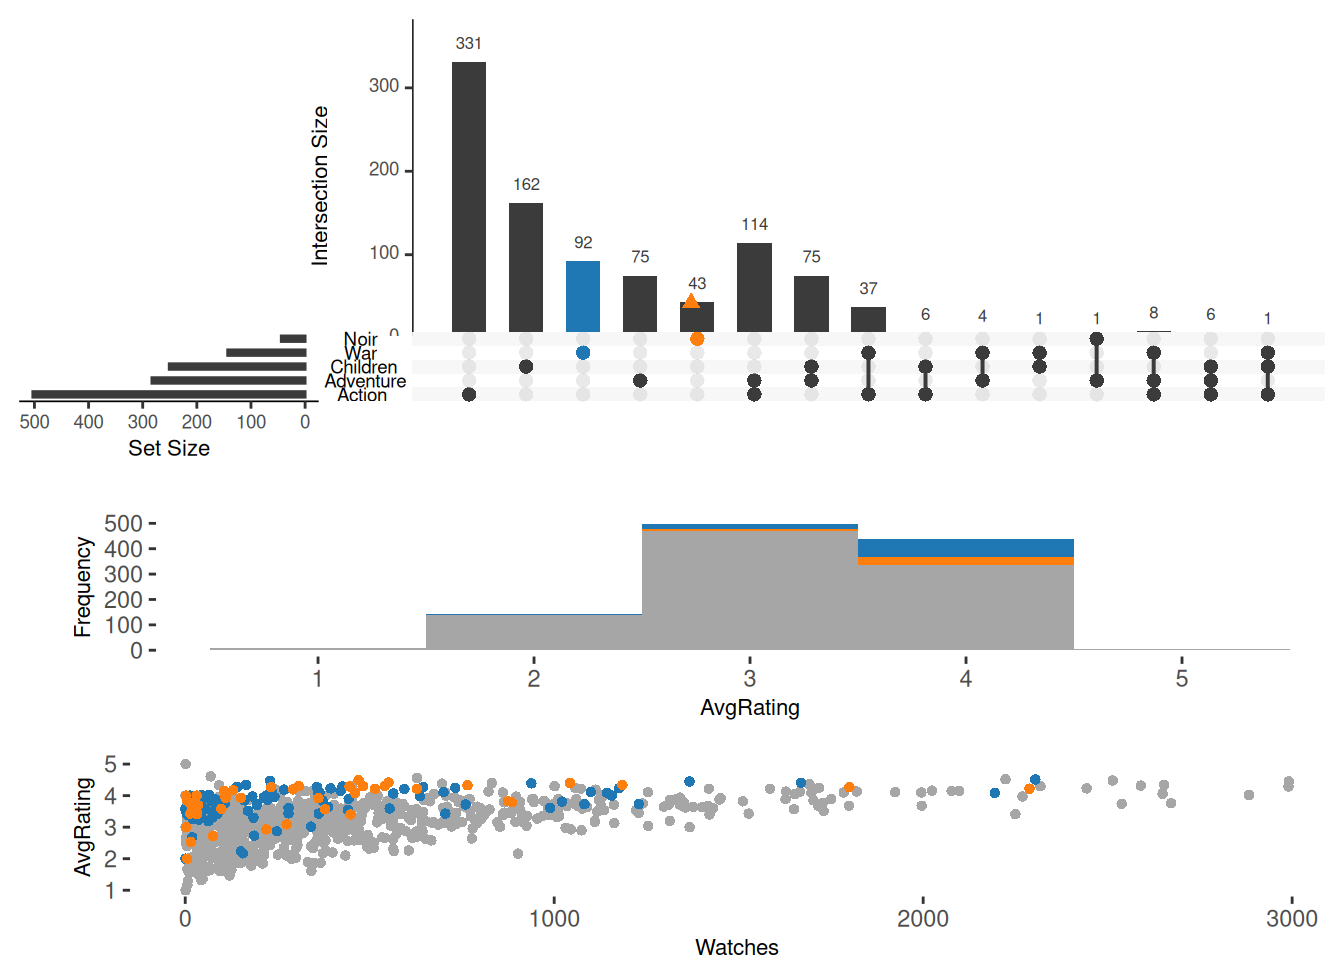 331
300
162
200
114
92
75
75
100
43
37
6
4
1
1
8
6
1
0
Intersection Size
Noir
War
Children
Adventure
Action
500 400 300 200 100 0
Set Size
500
400
300
200
100
0
Frequency
1 2 3 4 5
AvgRating
5
4
3
2
1
AvgRating
0 1000 2000 3000
Watches